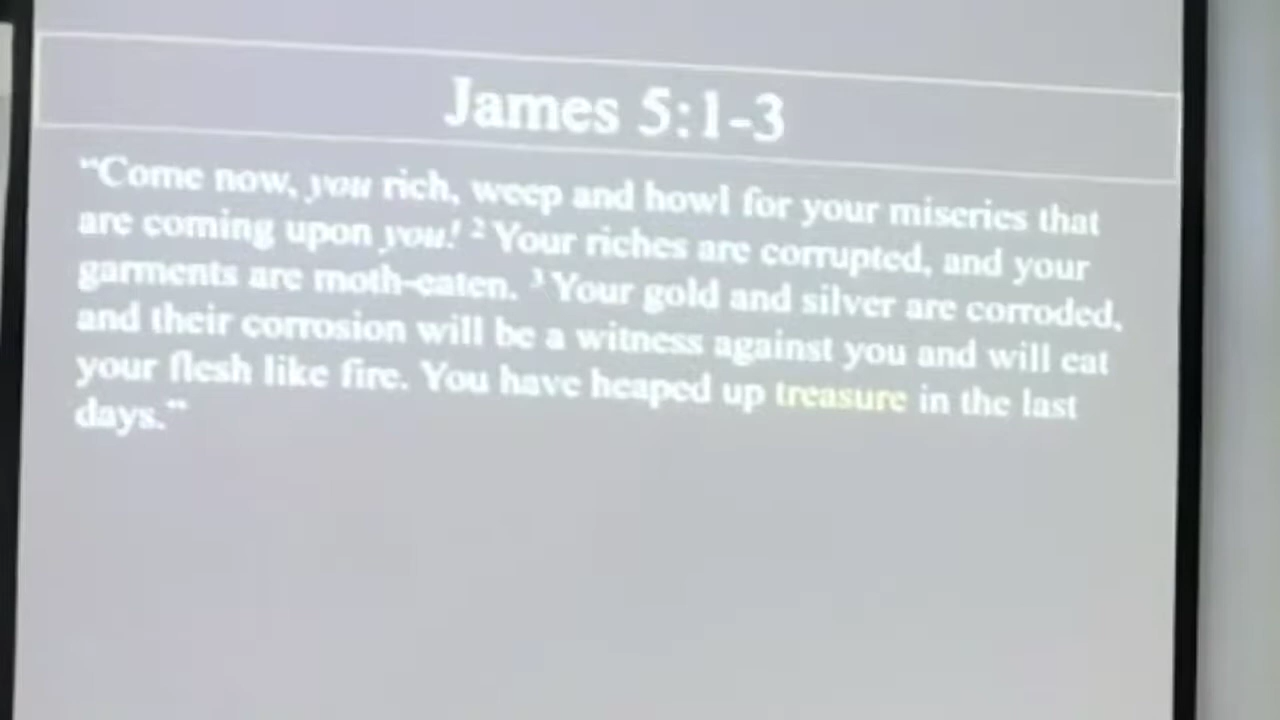 James 5:1-3
“Come now, you rich, weep and howl for your miseries that
are coming upon you! ² Your riches are corrupted, and your
garments are moth-eaten. ³ Your gold and silver are corroded,
and their corrosion will be a witness against you and will eat
your flesh like fire. You have heaped up treasure in the last
days.”